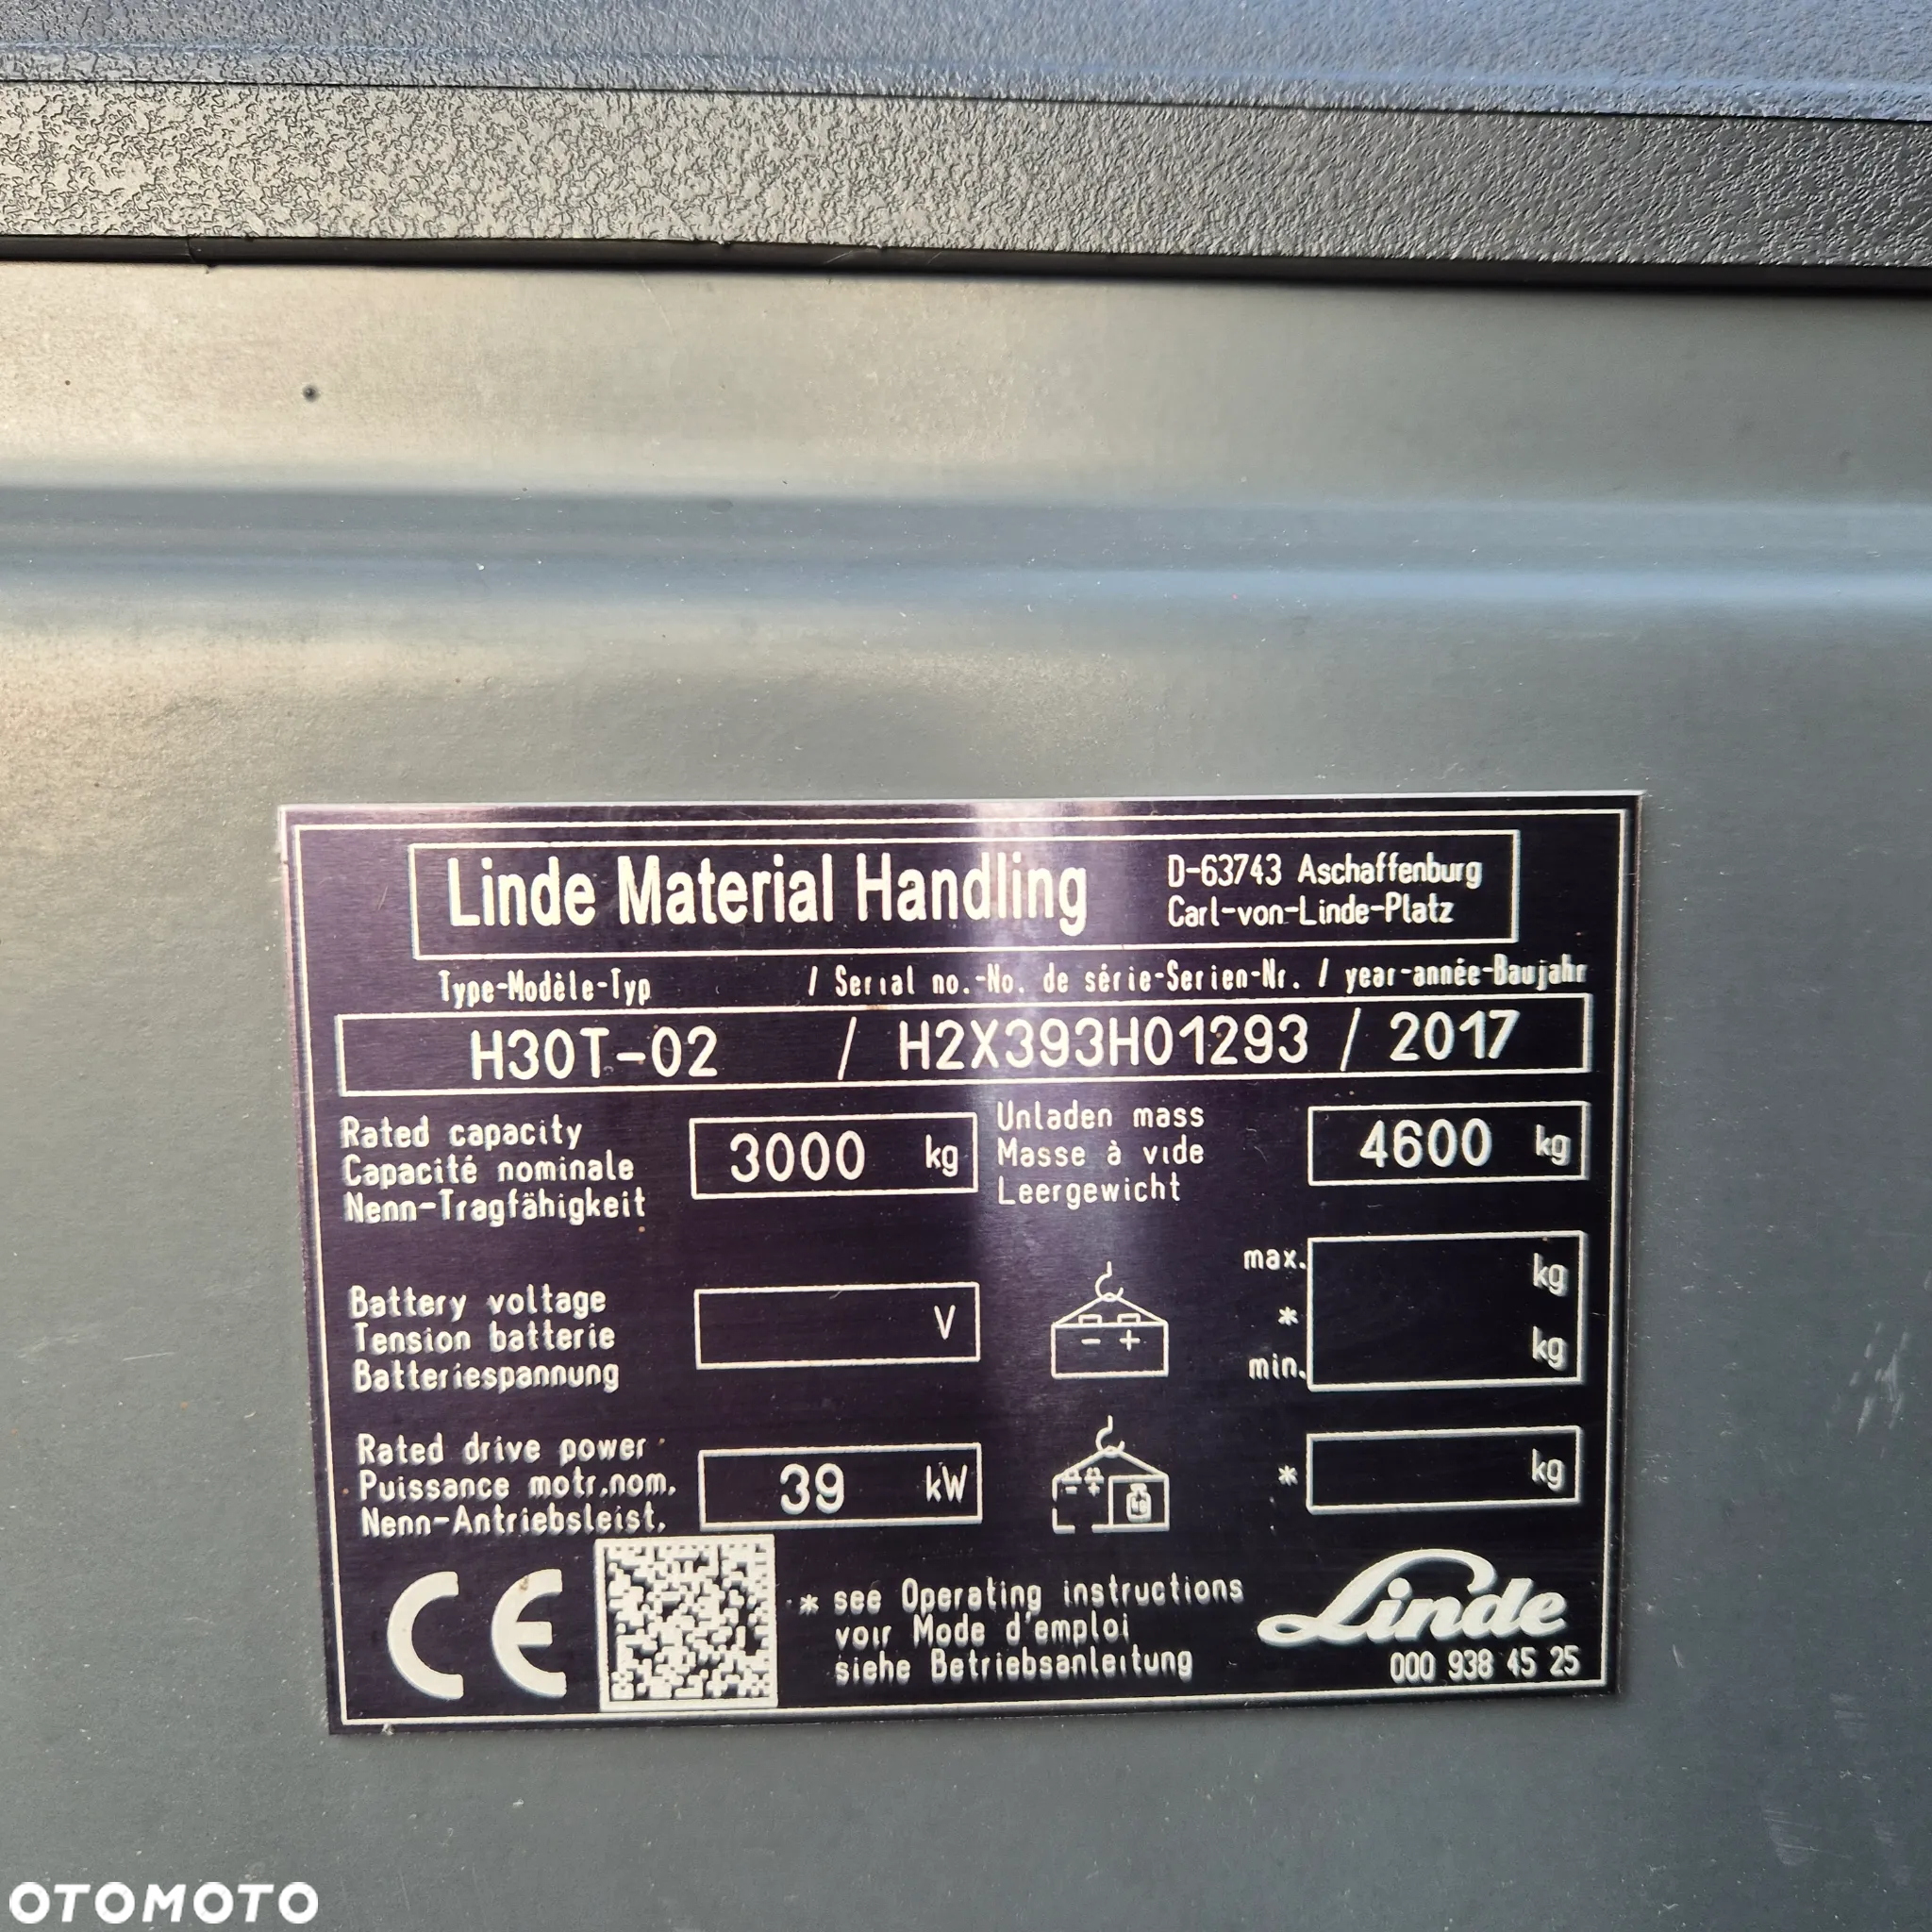 Linde Material Handling
D-63743 Aschaffenburg
Carl-von-Linde-Platz
Type-Modèle-Typ / Serial no.-No. de série-Serien-Nr. / year-année-Baujahr
H30T-02 / H2X393H01293 / 2017
Rated capacity
Capacité nominale
Nenn-Tragfähigkeit
3000 kg
Unladen mass
Masse à vide
Leergewicht
4600 kg
Battery voltage
Tension batterie
Batteriespannung
V
- +
max. kg
*
min. kg
Rated drive power
Puissance motr.nom.
Nenn-Antriebsleist.
39 kW
- +
kg
* kg
CE
* see Operating instructions
voir Mode d'emploi
siehe Betriebsanleitung
Linde
000 938 45 25
OTOMOTO